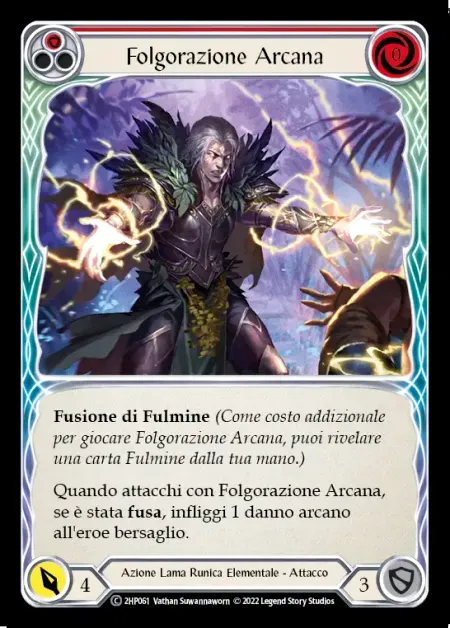 Folgorazione Arcana
0
Fusione di Fulmine (Come costo addizionale
per giocare Folgorazione Arcana, puoi rivelare
una carta Fulmine dalla tua mano.)
Quando attacchi con Folgorazione Arcana,
se è stata fusa, infliggi 1 danno arcano
all'eroe bersaglio.
4
Azione Lama Runica Elementale - Attacco
3
C 2HP061 Vathan Suwannaworn © 2022 Legend Story Studios